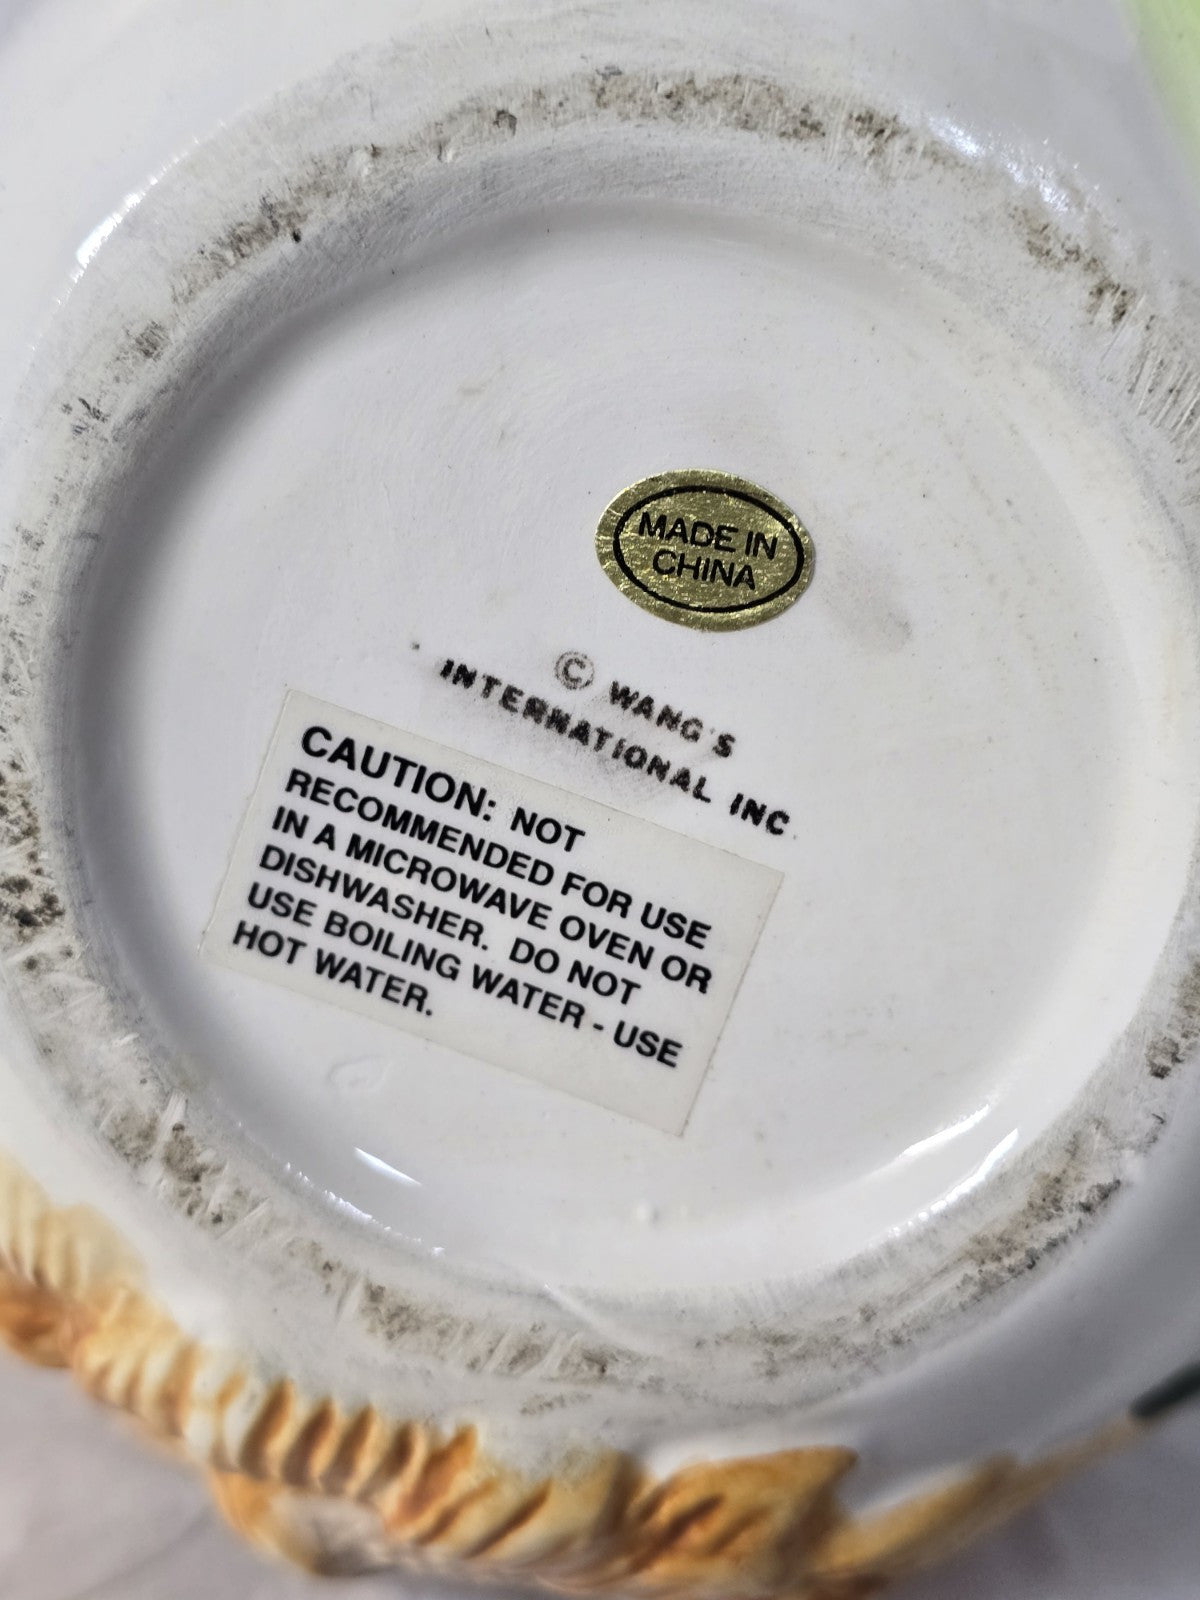 MADE IN
CHINA
© WANG'S
INTERNATIONAL INC.
CAUTION: NOT
RECOMMENDED FOR USE
IN A MICROWAVE OVEN OR
DISHWASHER. DO NOT
USE BOILING WATER - USE
HOT WATER.